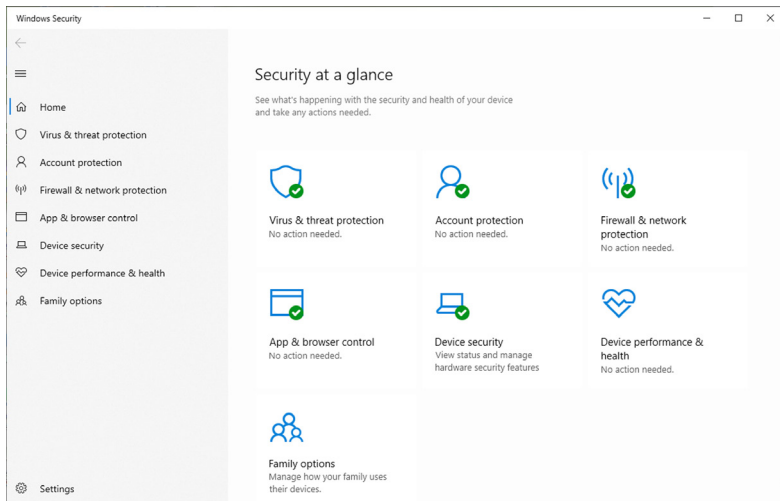 Windows Security
Home
Virus & threat protection
Account protection
Firewall & network protection
App & browser control
Device security
Device performance & health
Family options
Settings
Security at a glance
See what's happening with the security and health of your device
and take any actions needed.
Virus & threat protection
No action needed.
Account protection
No action needed.
Firewall & network
protection
No action needed.
App & browser control
No action needed.
Device security
View status and manage
hardware security features
Device performance &
health
No action needed.
Family options
Manage how your family uses
their devices.